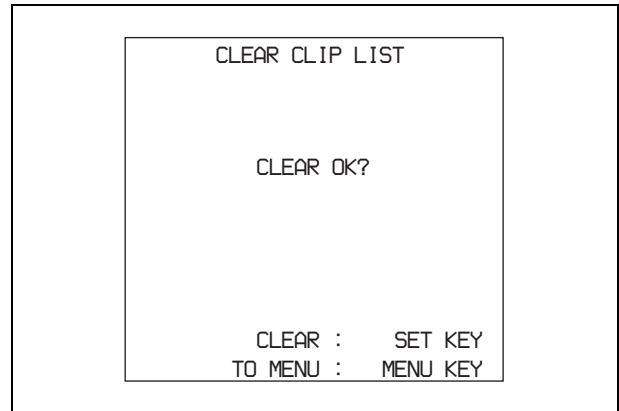 CLEAR CLIP LIST
CLEAR OK?
CLEAR : SET KEY
TO MENU : MENU KEY